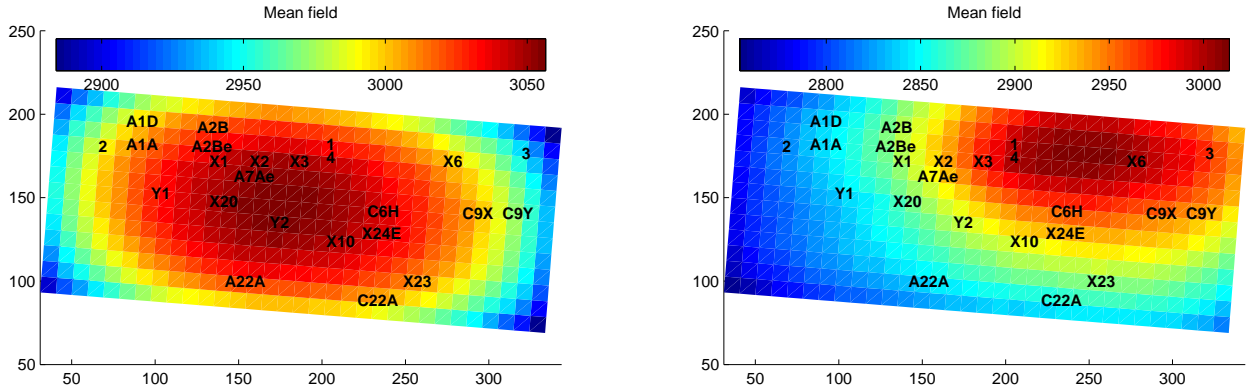 Mean field
250
2900 2950 3000 3050
200
A1D
A2B
2
A1A
A2Be
1
X1 X2 X3 4
X6
3
A7Ae
150
Y1
X20
Y2
C6H
C9X C9Y
X10
X24E
100
A22A
X23
C22A
50
50 100 150 200 250 300
Mean field
250
2800 2850 2900 2950 3000
200
A1D
A2B
2
A1A
A2Be
1
X1 X2 X3 4
X6
3
A7Ae
150
Y1
X20
Y2
C6H
C9X C9Y
X10
X24E
100
A22A
X23
C22A
50
50 100 150 200 250 300